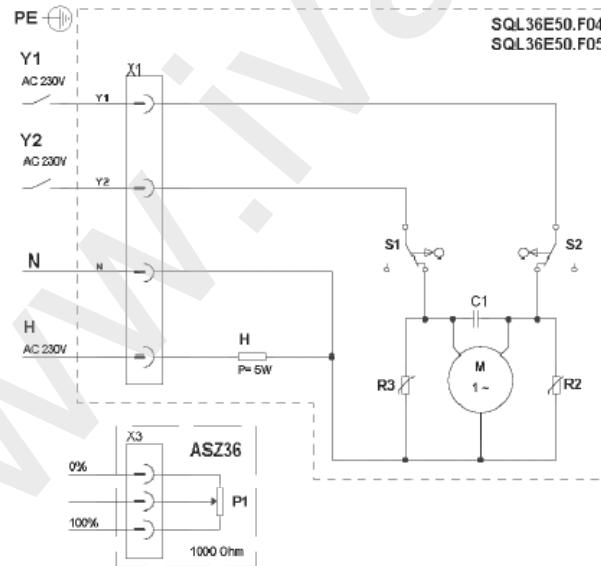 PE
SQL36E50.F04
SQL36E50.F05
Y1
AC 230V
X1
Y1
Y2
AC 230V
Y2
S1
S2
N
N
C1
H
AC 230V
H
P= 5W
M
1~
R3
R2
X3
ASZ36
0%
P1
100%
1000 Ohm